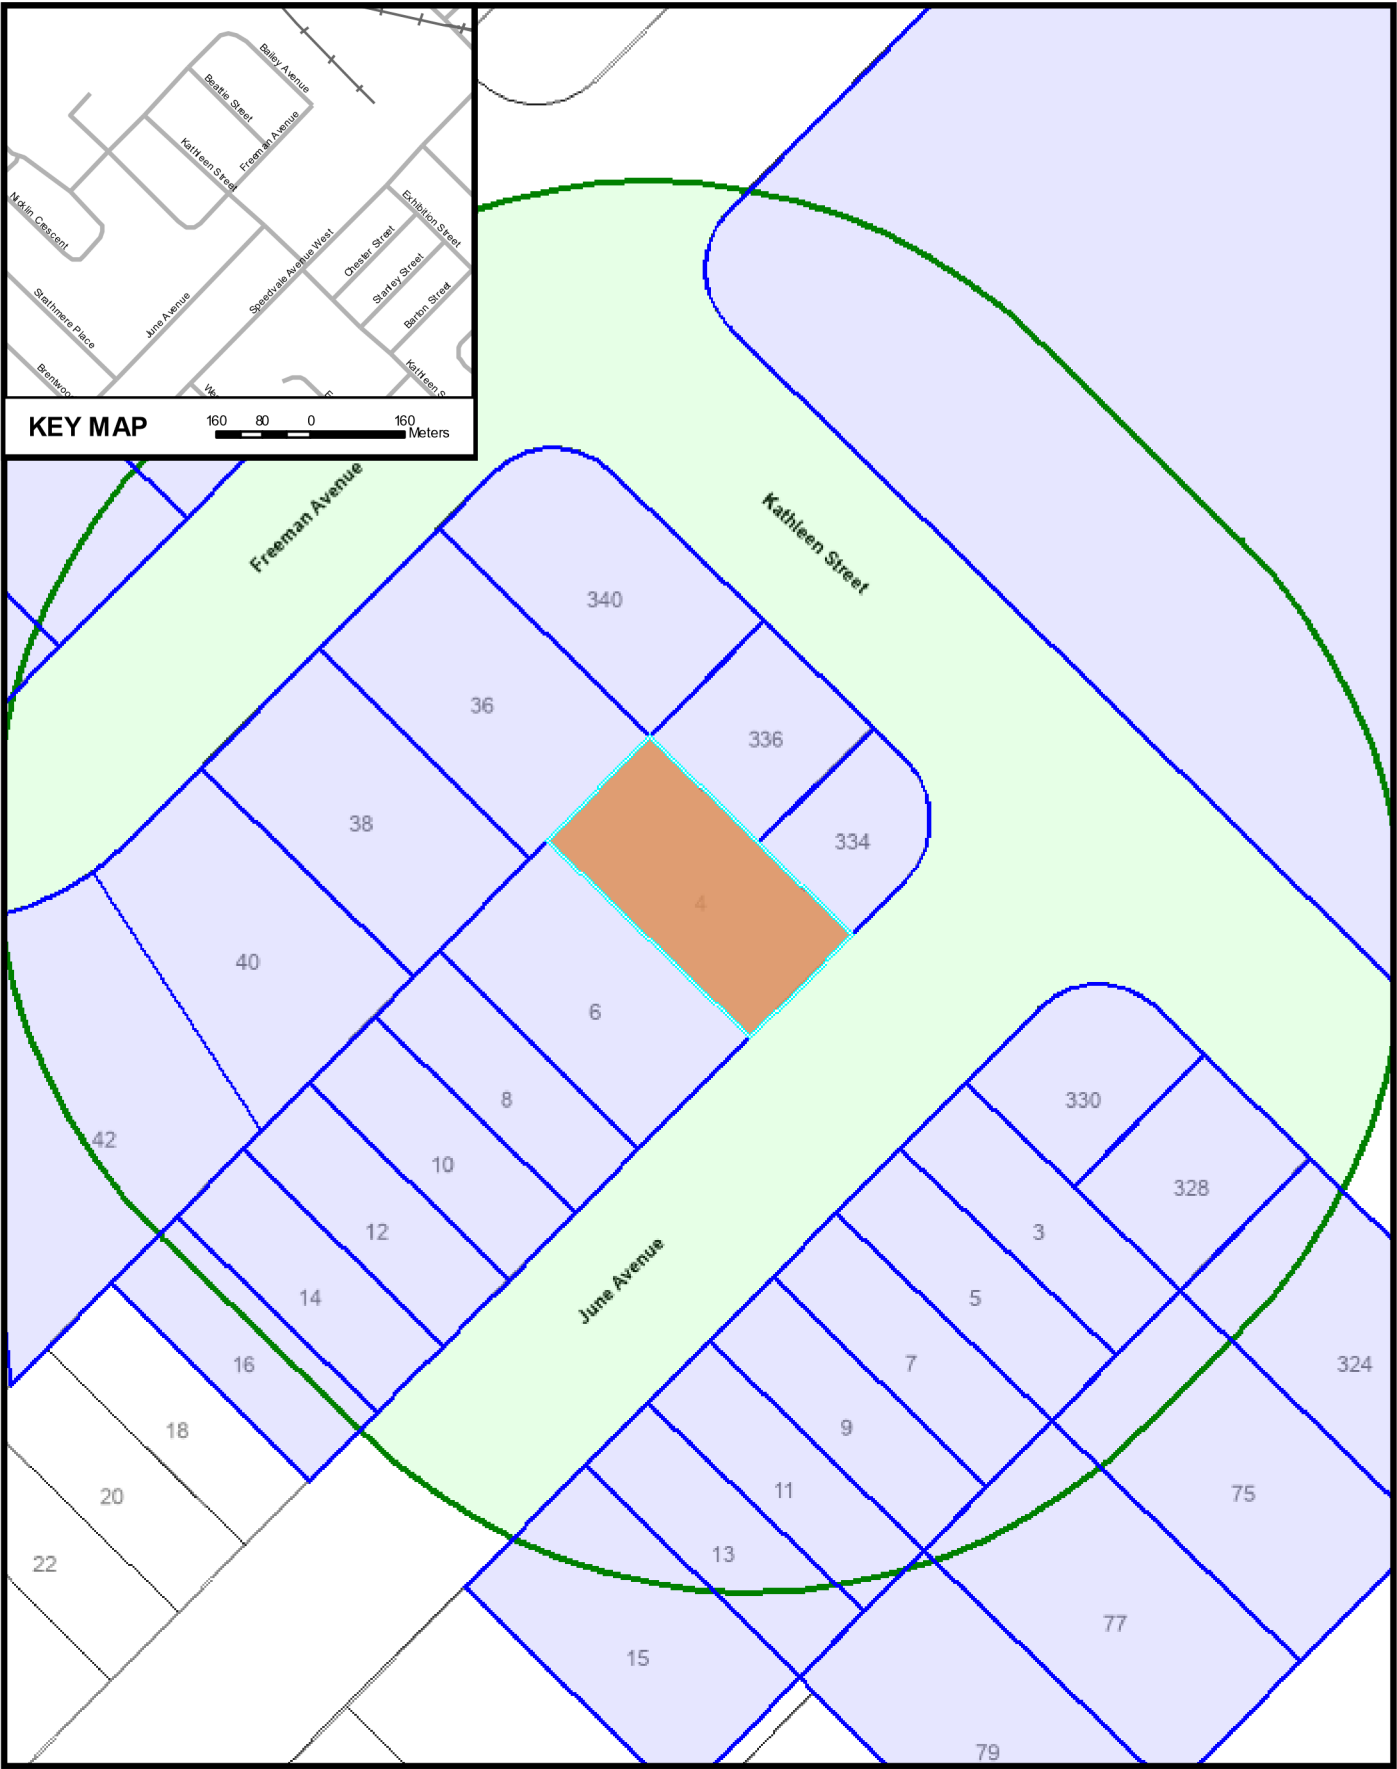 Bailey Avenue
Beattie Street
Freeman Avenue
Kathleen Street
Nicklin Crescent
Exhibition Street
Chester Street
Stanley Street
Barton Street
Speedvale Avenue West
Strathmere Place
June Avenue
Brentwoo
Kathleen S
KEY MAP
160 80 0 160
Meters
Freeman Avenue
Kathleen Street
340
36
336
38
334
4
40
6
8
330
42
10
328
12
3
14
5
June Avenue
16
7
324
18
9
11
75
20
13
22
77
15
79